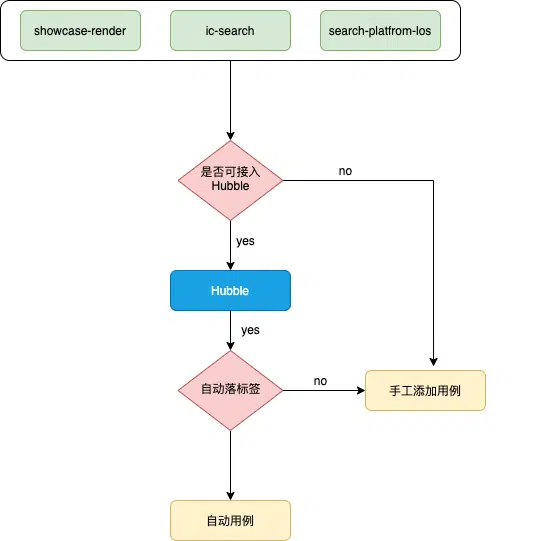 showcase-render
ic-search
search-platfrom-los
是否可接入
Hubble
no
yes
Hubble
yes
自动落标签
no
手工添加用例
自动用例